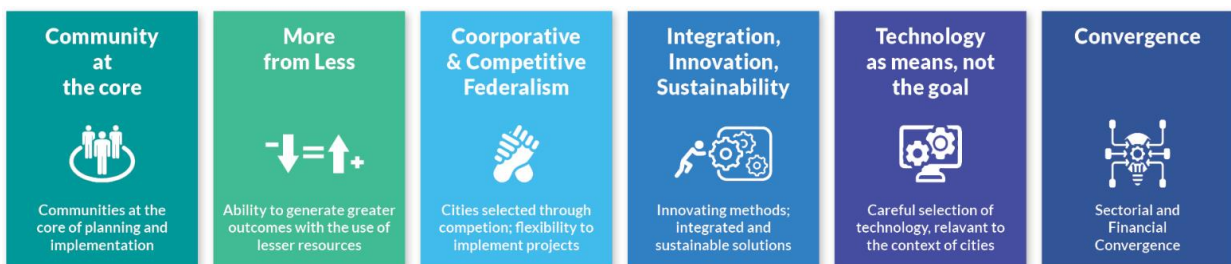 Community
at
the core
Communities at the
core of planning and
implementation
More
from Less
Ability to generate greater
outcomes with the use of
lesser resources
Coorporative
& Competitive
Federalism
Cities selected through
competion; flexibility to
implement projects
Integration,
Innovation,
Sustainability
Innovating methods;
integrated and
sustainable solutions
Technology
as means, not
the goal
Careful selection of
technology, relavant to
the context of cities
Convergence
Sectorial and
Financial
Convergence